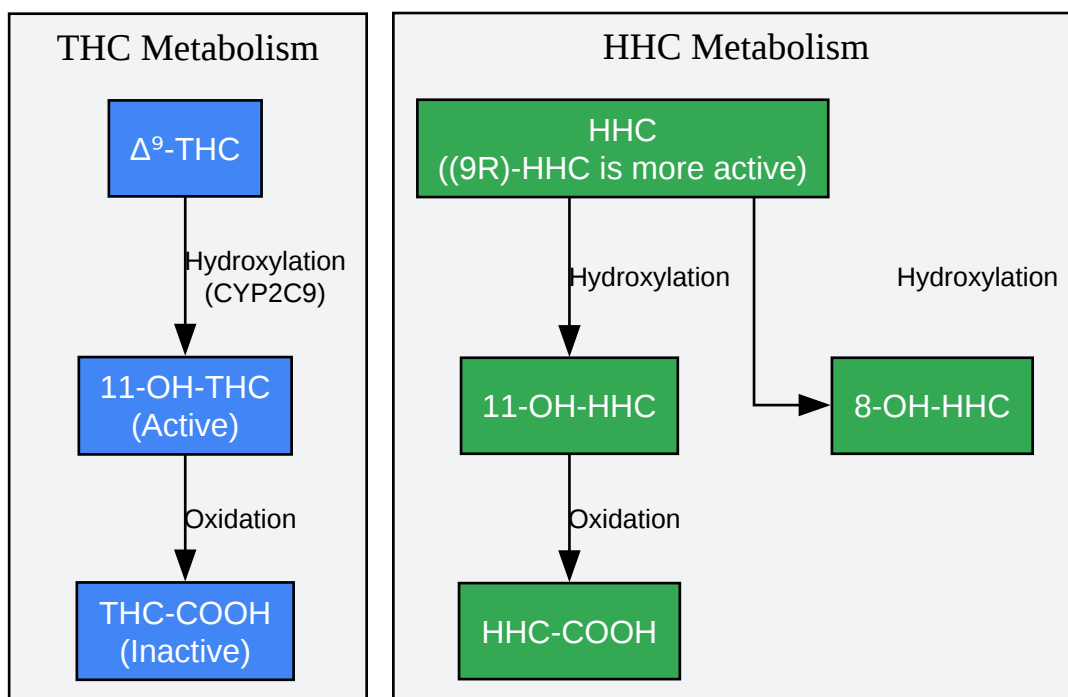 THC Metabolism
Δ⁹-THC
Hydroxylation
(CYP2C9)
11-OH-THC
(Active)
Oxidation
THC-COOH
(Inactive)
HHC Metabolism
HHC
((9R)-HHC is more active)
Hydroxylation
Hydroxylation
11-OH-HHC
8-OH-HHC
Oxidation
HHC-COOH